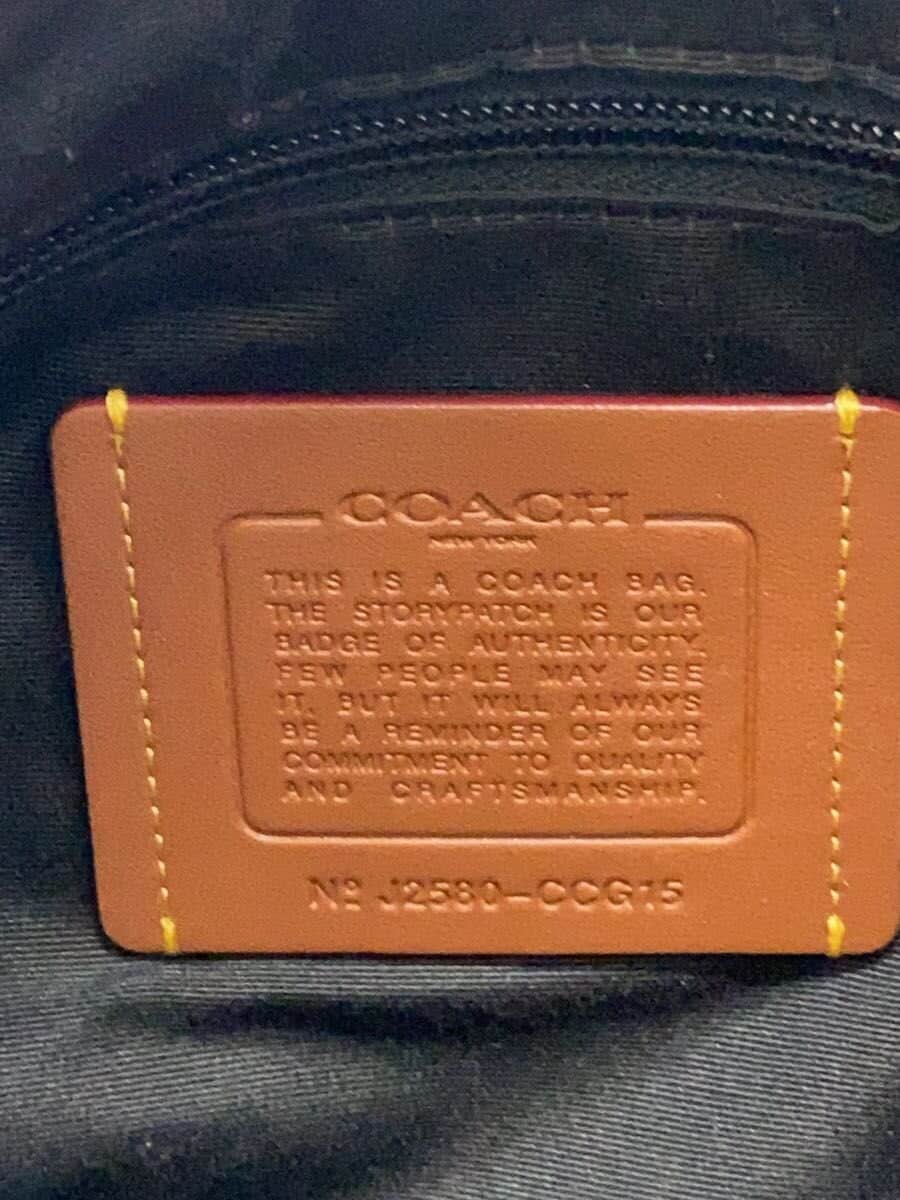 COACH
NEW YORK
THIS IS A COACH BAG.
THE STORYPATCH IS OUR
BADGE OF AUTHENTICITY.
FEW PEOPLE MAY SEE
IT, BUT IT WILL ALWAYS
BE A REMINDER OF OUR
COMMITMENT TO QUALITY
AND CRAFTSMANSHIP.
Nº J2580-CCG15